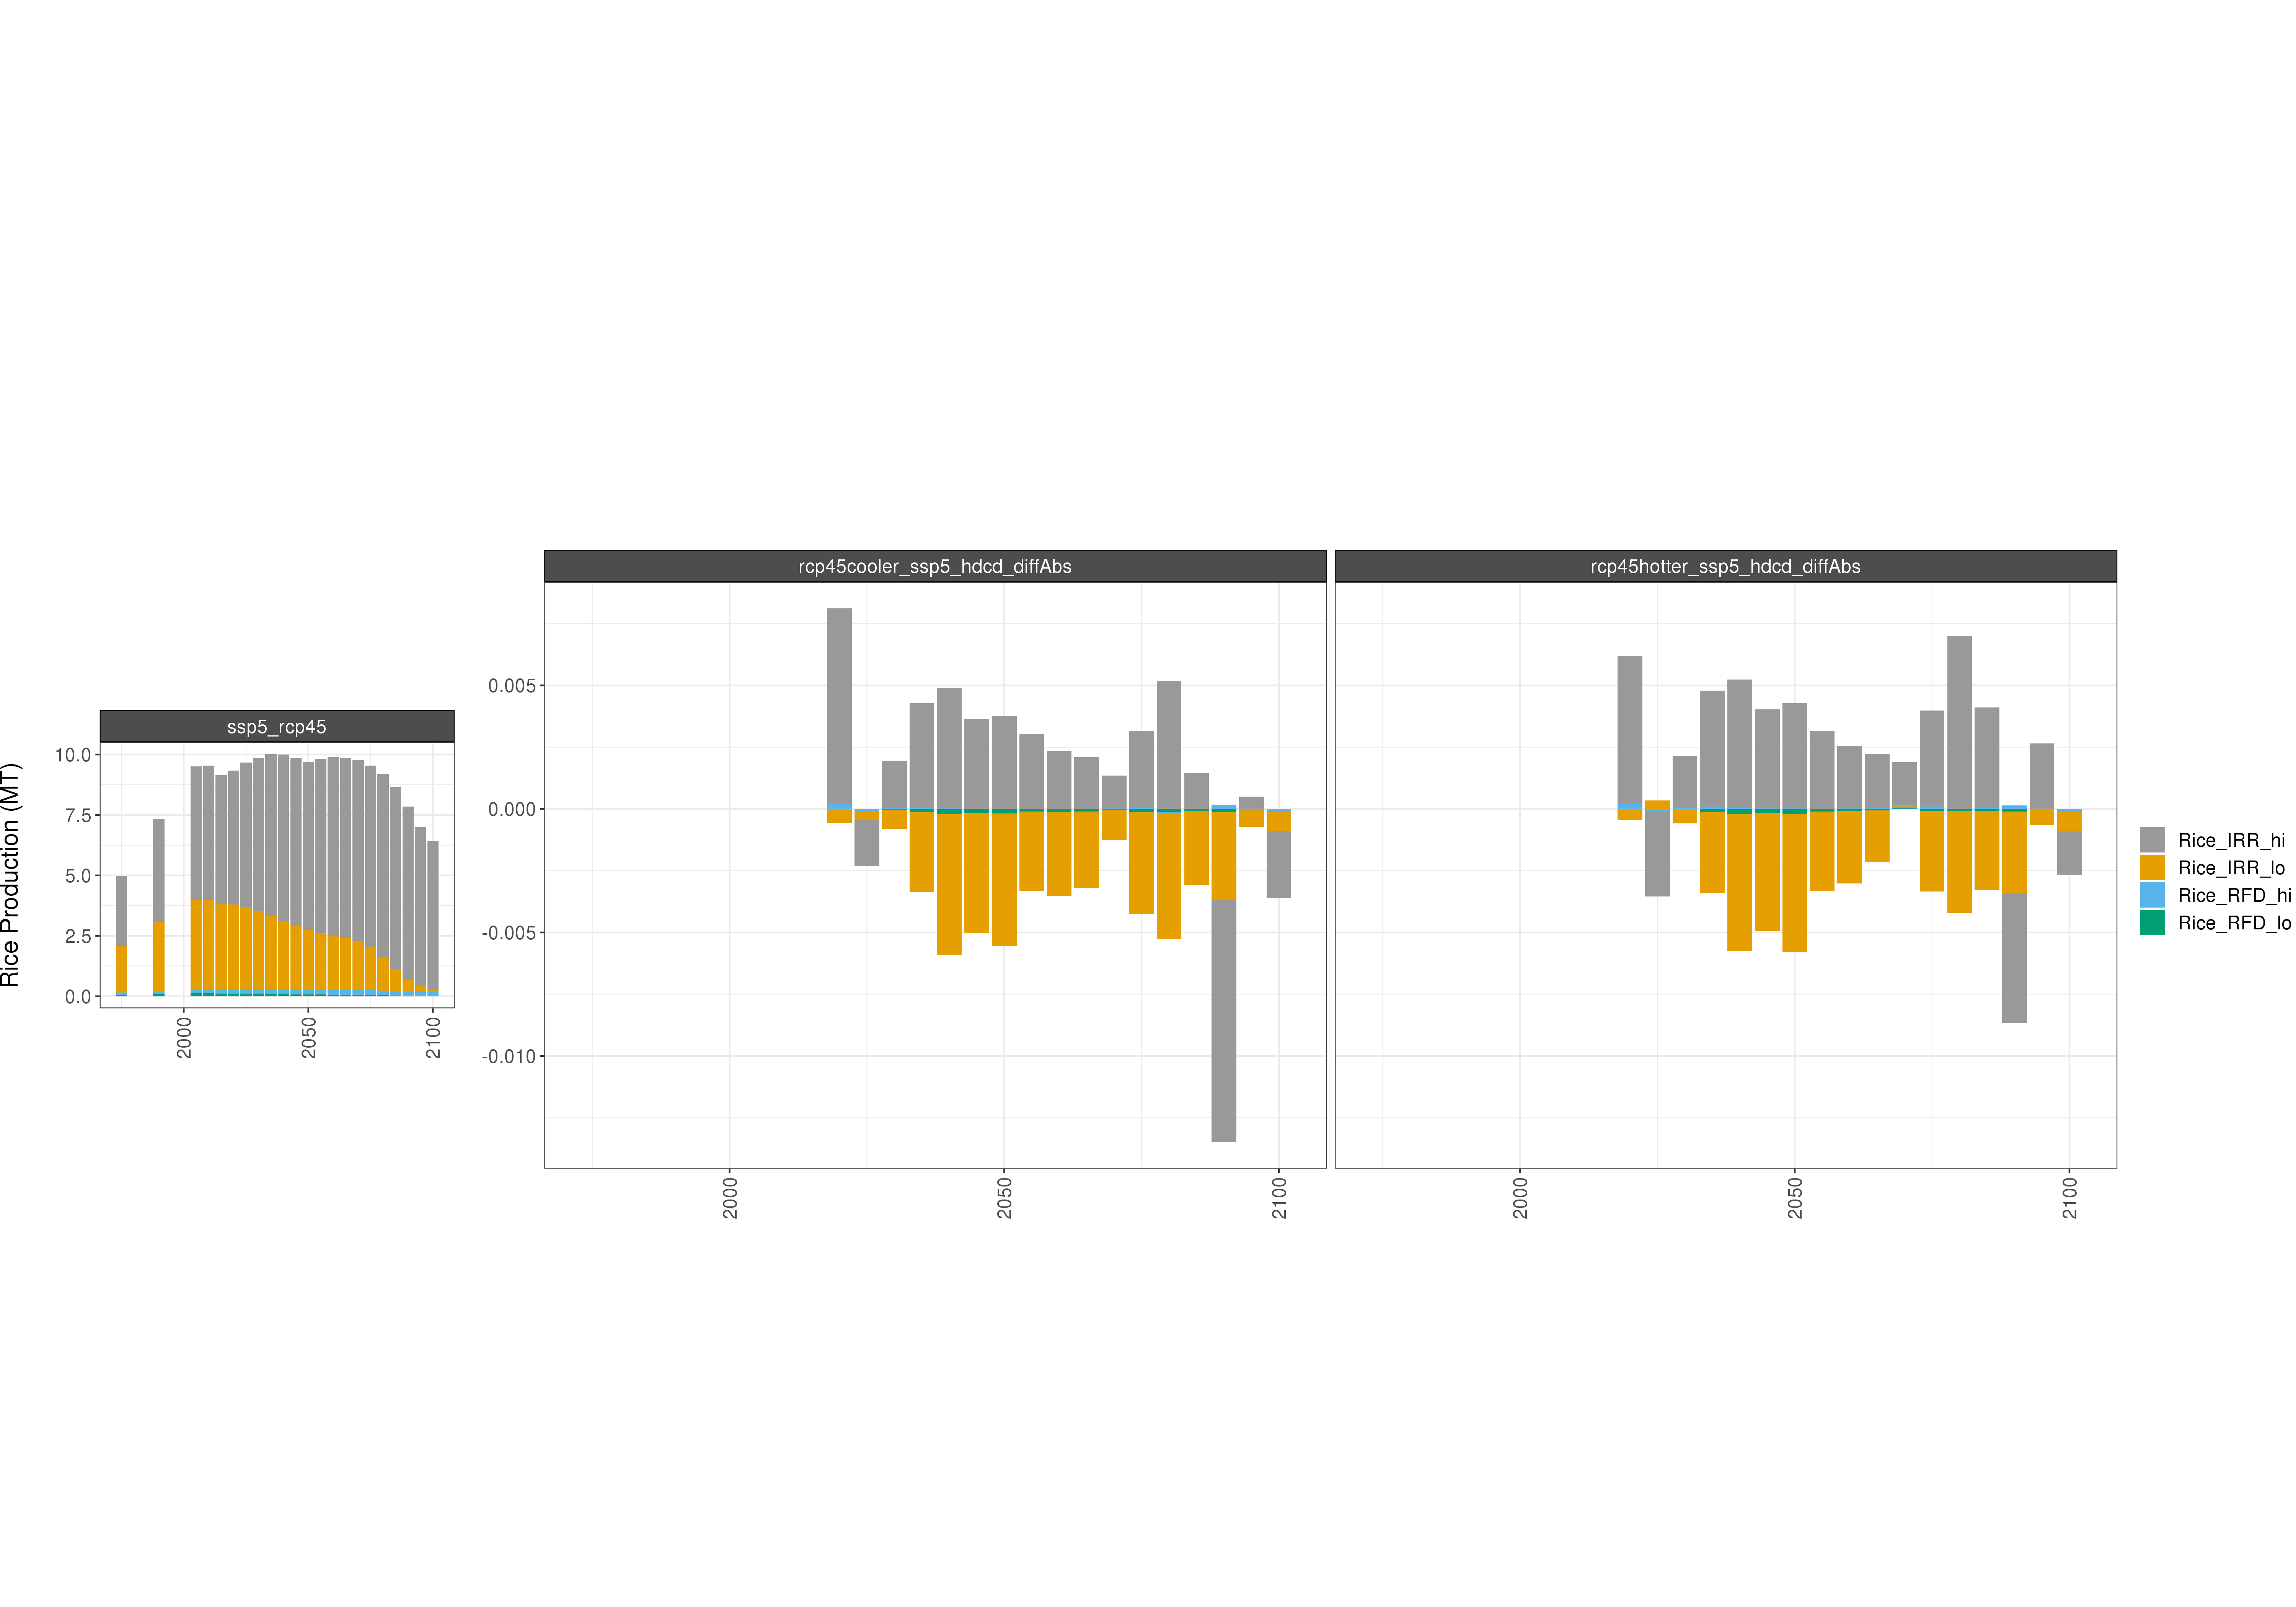 Rice Production (MT)
ssp5_rcp45
10.0
7.5
5.0
2.5
0.0
2000
2050
2100
rcp45cooler_ssp5_hdcd_diffAbs
rcp45hotter_ssp5_hdcd_diffAbs
0.005
0.000
-0.005
-0.010
2000
2050
2100
2000
2050
2100
Rice_IRR_hi
Rice_IRR_lo
Rice_RFD_hi
Rice_RFD_lo